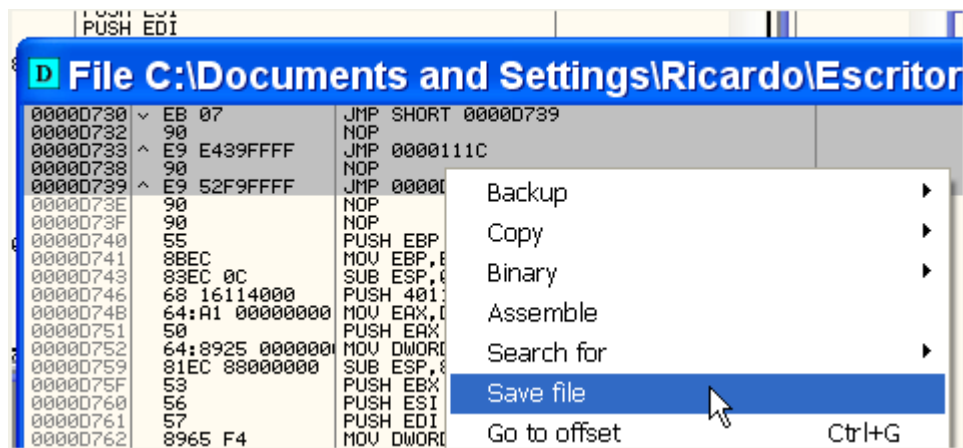 PUSH ESI
PUSH EDI
D File C:\Documents and Settings\Ricardo\Escritor
0000D730 ˅ EB 07 JMP SHORT 0000D739
0000D732 90 NOP
0000D733 ^ E9 E439FFFF JMP 0000111C
0000D738 90 NOP
0000D739 ^ E9 52F9FFFF JMP 0000D
0000D73E 90 NOP
0000D73F 90 NOP
0000D740 55 PUSH EBP
0000D741 8BEC MOV EBP,E
0000D743 83EC 0C SUB ESP,0
0000D746 68 16114000 PUSH 4011
0000D74B 64:A1 00000000 MOV EAX,D
0000D751 50 PUSH EAX
0000D752 64:8925 0000000 MOV DWORD
0000D759 81EC 88000000 SUB ESP,8
0000D75F 53 PUSH EBX
0000D760 56 PUSH ESI
0000D761 57 PUSH EDI
0000D762 8965 F4 MOV DWORD
Backup
Copy
Binary
Assemble
Search for
Save file
Go to offset Ctrl+G